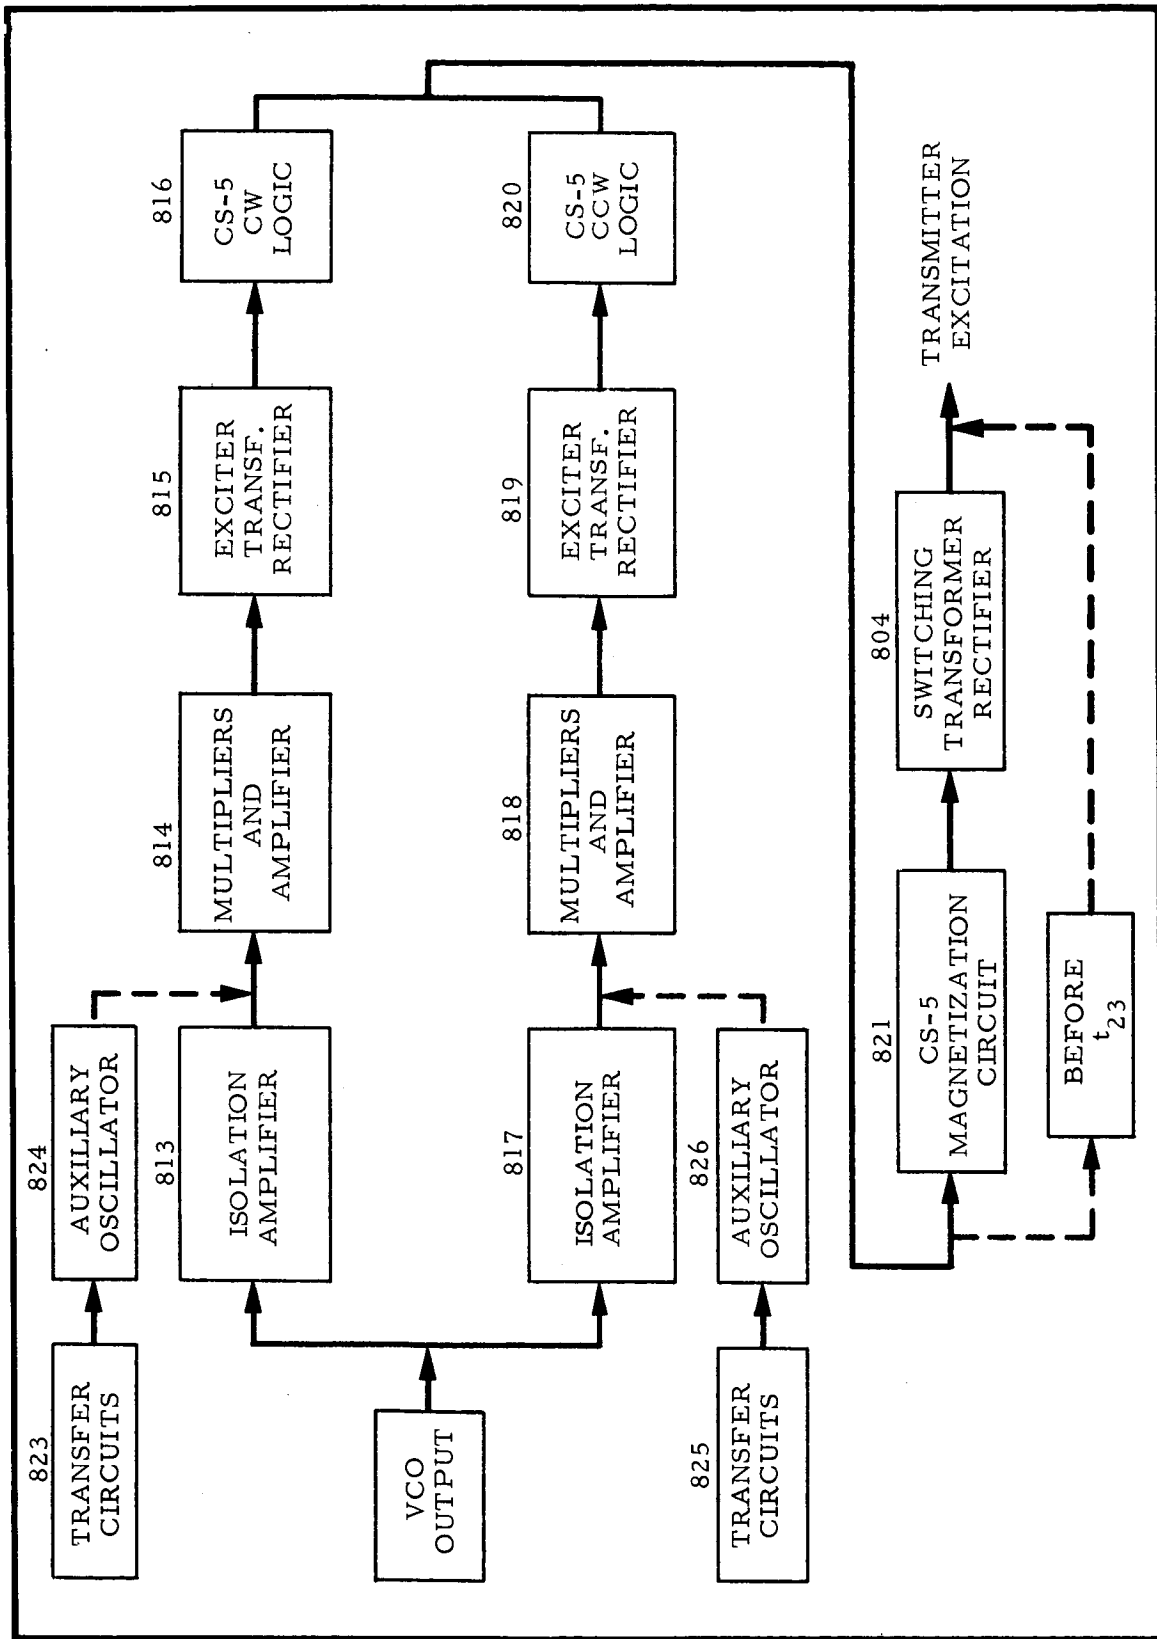 823
TRANSFER
CIRCUITS
824
AUXILIARY
OSCILLATOR
813
ISOLATION
AMPLIFIER
814
MULTIPLIERS
AND
AMPLIFIER
815
EXCITER
TRANSF.
RECTIFIER
816
CS-5
CW
LOGIC
VCO
OUTPUT
817
ISOLATION
AMPLIFIER
818
MULTIPLIERS
AND
AMPLIFIER
819
EXCITER
TRANSF.
RECTIFIER
820
CS-5
CCW
LOGIC
825
TRANSFER
CIRCUITS
826
AUXILIARY
OSCILLATOR
821
CS-5
MAGNETIZATION
CIRCUIT
804
SWITCHING
TRANSFORMER
RECTIFIER
TRANSMITTER
EXCITATION
BEFORE
t23